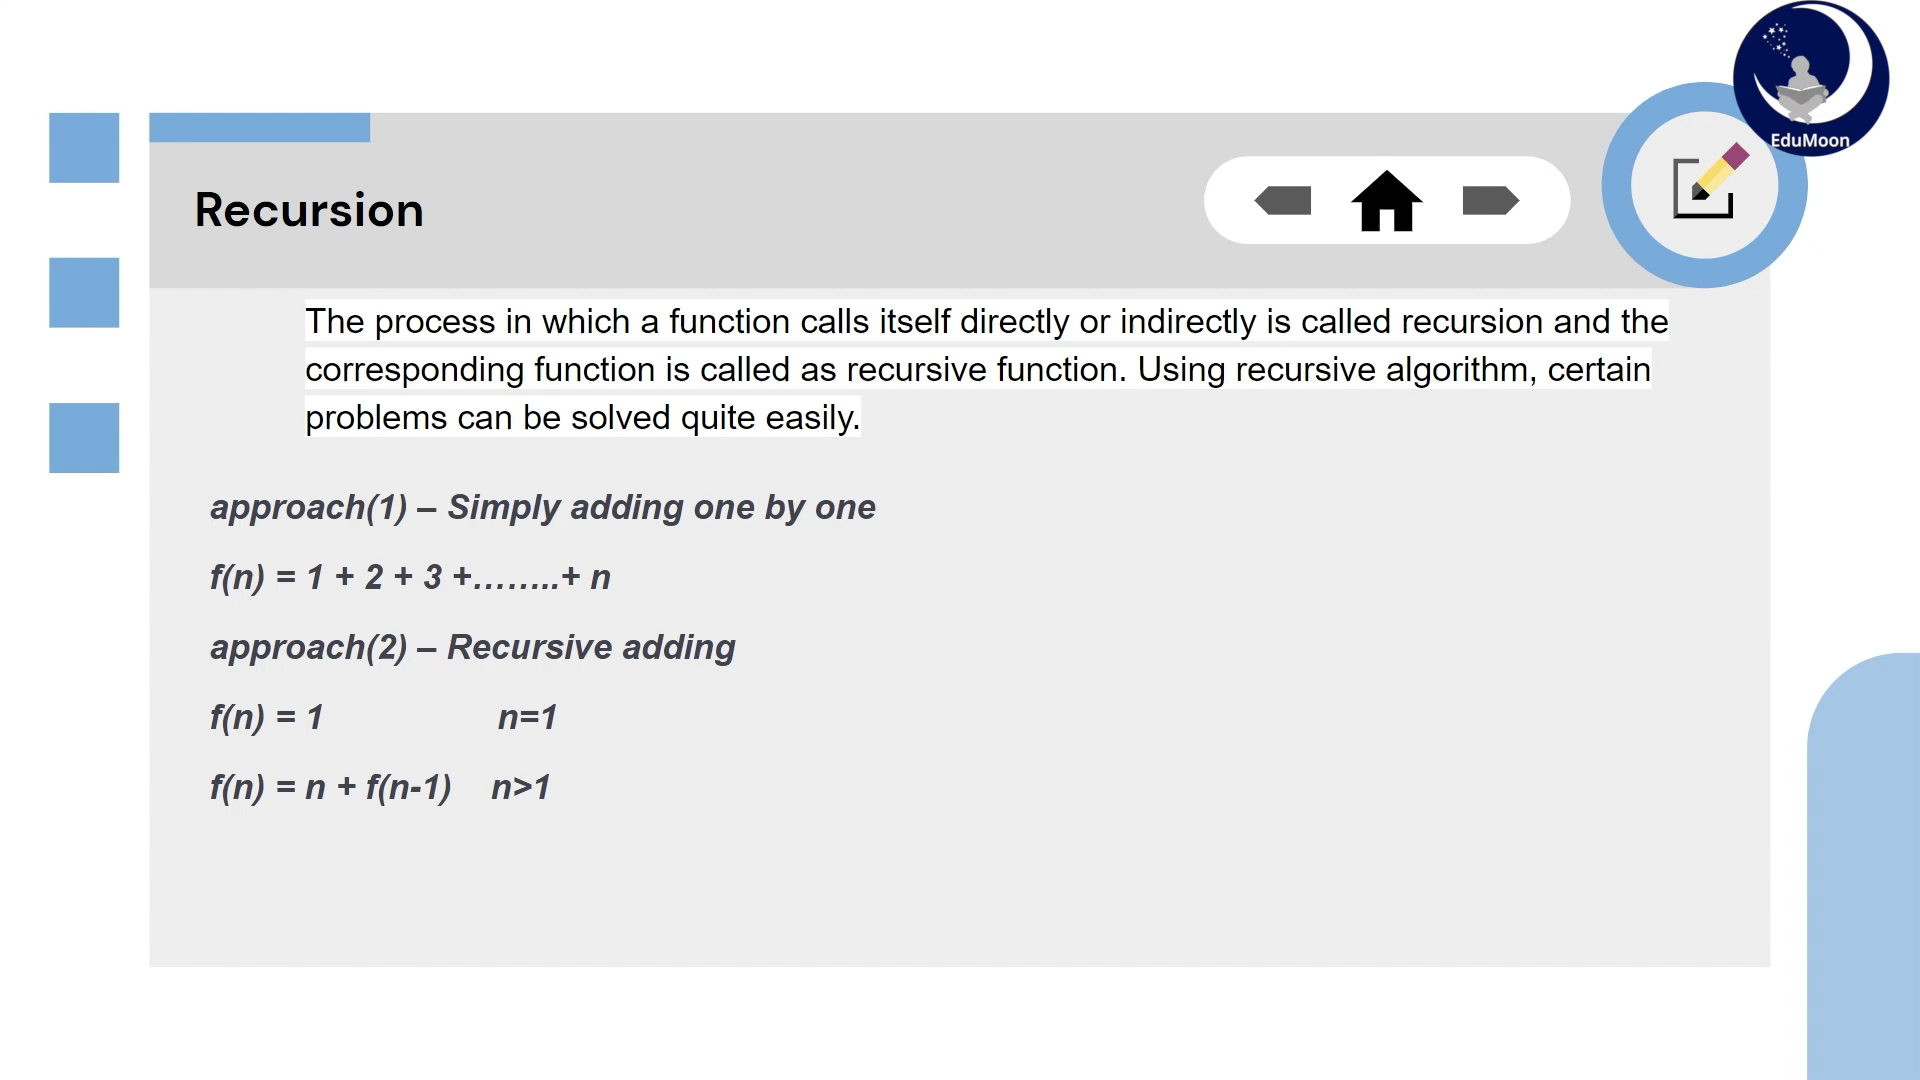 EduMoon
Recursion
The process in which a function calls itself directly or indirectly is called recursion and the
corresponding function is called as recursive function. Using recursive algorithm, certain
problems can be solved quite easily.
approach(1) – Simply adding one by one
f(n) = 1 + 2 + 3 +……..+ n
approach(2) – Recursive adding
f(n) = 1 n=1
f(n) = n + f(n-1) n>1